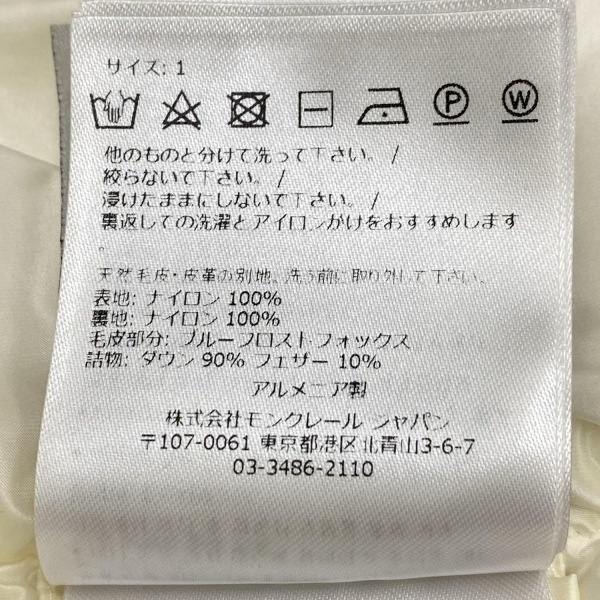 サイズ: 1
P W
他のものと分けて洗って下さい。 /
絞らないで下さい。 /
浸けたままにしないで下さい。 /
裏返しての洗濯とアイロンがけをおすすめします
。
天然毛皮・皮革の別地。洗う前に取り外して下さい。
表地: ナイロン 100%
裏地: ナイロン 100%
毛皮部分: ブルーフロストフォックス
詰物: ダウン 90% フェザー 10%
アルメニア製
株式会社モンクレール ジャパン
〒107-0061 東京都港区北青山3-6-7
03-3486-2110